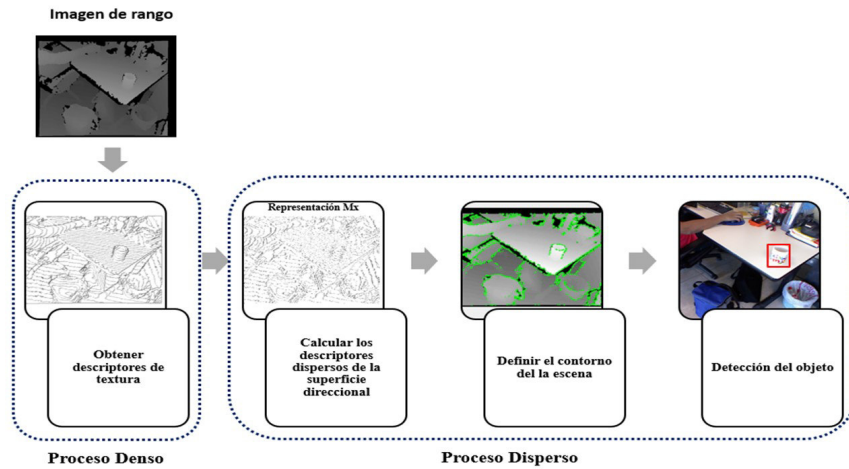 Imagen de rango
Representación Mx
Obtener
descriptores de
textura
Calcular los
descriptores
dispersos de la
superficie
direccional
Definir el contorno
del la escena
Detección del objeto
Proceso Denso
Proceso Disperso